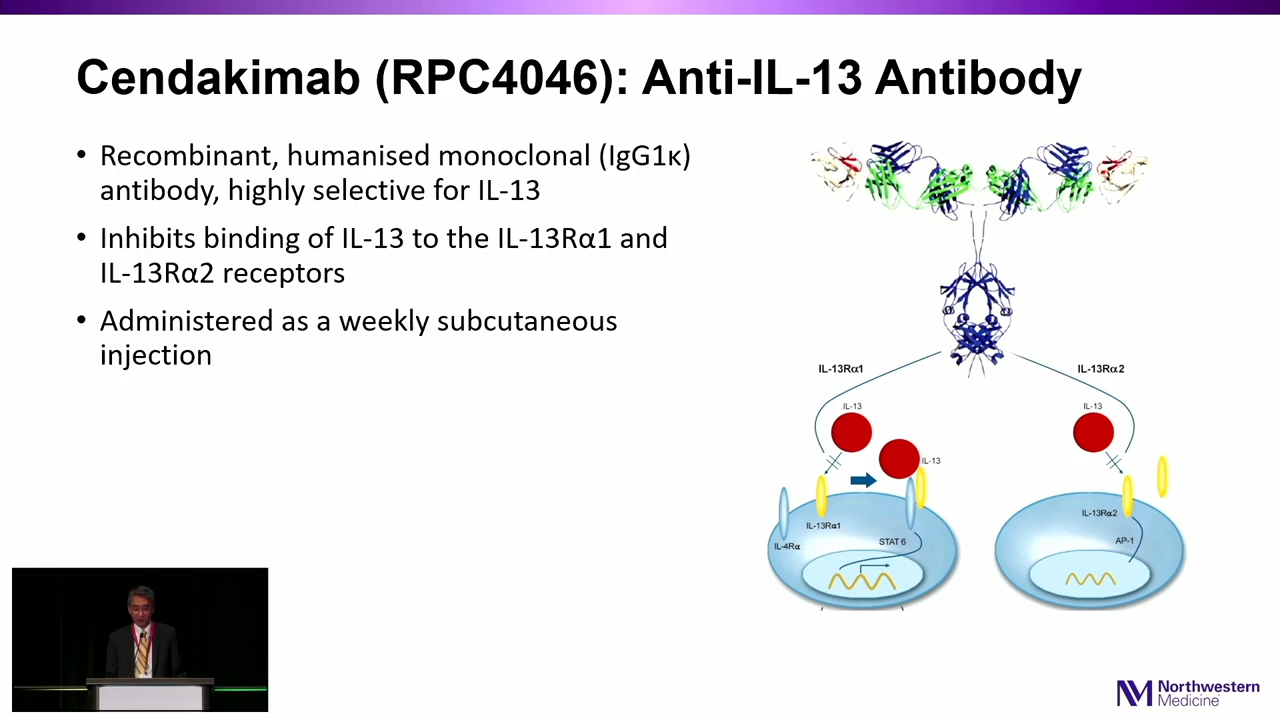 Cendakimab (RPC4046): Anti-IL-13 Antibody
• Recombinant, humanised monoclonal (IgG1κ)
antibody, highly selective for IL-13
• Inhibits binding of IL-13 to the IL-13Rα1 and
IL-13Rα2 receptors
• Administered as a weekly subcutaneous
injection
IL-13Rα1
IL-13Rα2
IL-13
IL-13
IL-13
IL-13Rα1
IL-4Rα
STAT 6
IL-13Rα2
AP-1
Northwestern
Medicine